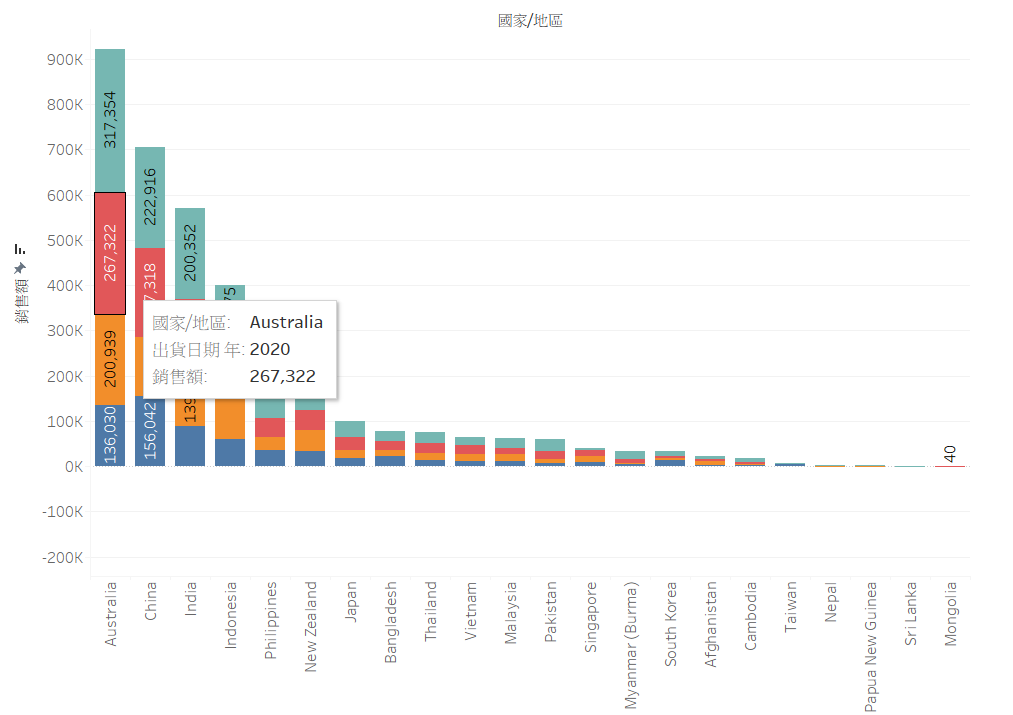 國家/地區
900K
800K
700K
600K
500K
400K
300K
200K
100K
0K
-100K
-200K
銷售額
317,354
267,322
200,939
136,030
222,916
7,318
156,042
200,352
139
75
40
國家/地區: Australia
出貨日期 年: 2020
銷售額: 267,322
Australia
China
India
Indonesia
Philippines
New Zealand
Japan
Bangladesh
Thailand
Vietnam
Malaysia
Pakistan
Singapore
Myanmar (Burma)
South Korea
Afghanistan
Cambodia
Taiwan
Nepal
Papua New Guinea
Sri Lanka
Mongolia